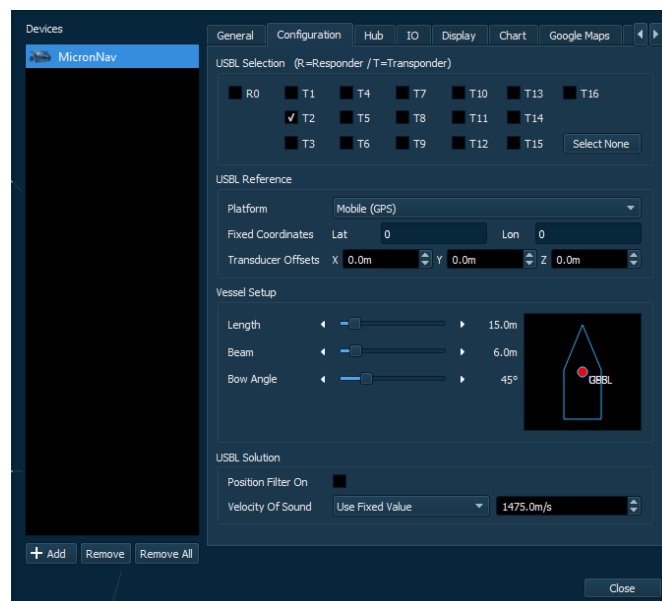 Devices
MicronNav
General Configuration Hub IO Display Chart Google Maps
USBL Selection (R=Responder / T=Transponder)
R0 T1 T4 T7 T10 T13 T16
T2 T5 T8 T11 T14
T3 T6 T9 T12 T15 Select None
USBL Reference
Platform Mobile (GPS)
Fixed Coordinates Lat 0 Lon 0
Transducer Offsets X 0.0m Y 0.0m Z 0.0m
Vessel Setup
Length 15.0m
Beam 6.0m
Bow Angle 45°
USBL Solution
Position Filter On
Velocity Of Sound Use Fixed Value 1475.0m/s
+ Add Remove Remove All
Close